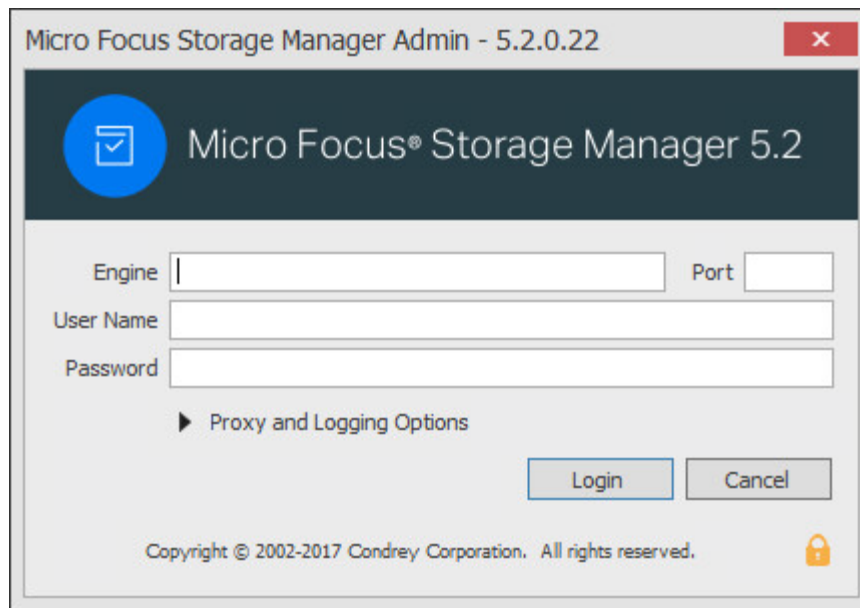 Micro Focus Storage Manager Admin - 5.2.0.22
Micro Focus® Storage Manager 5.2
Engine Port
User Name
Password
Proxy and Logging Options
Login Cancel
Copyright © 2002-2017 Condrey Corporation. All rights reserved.